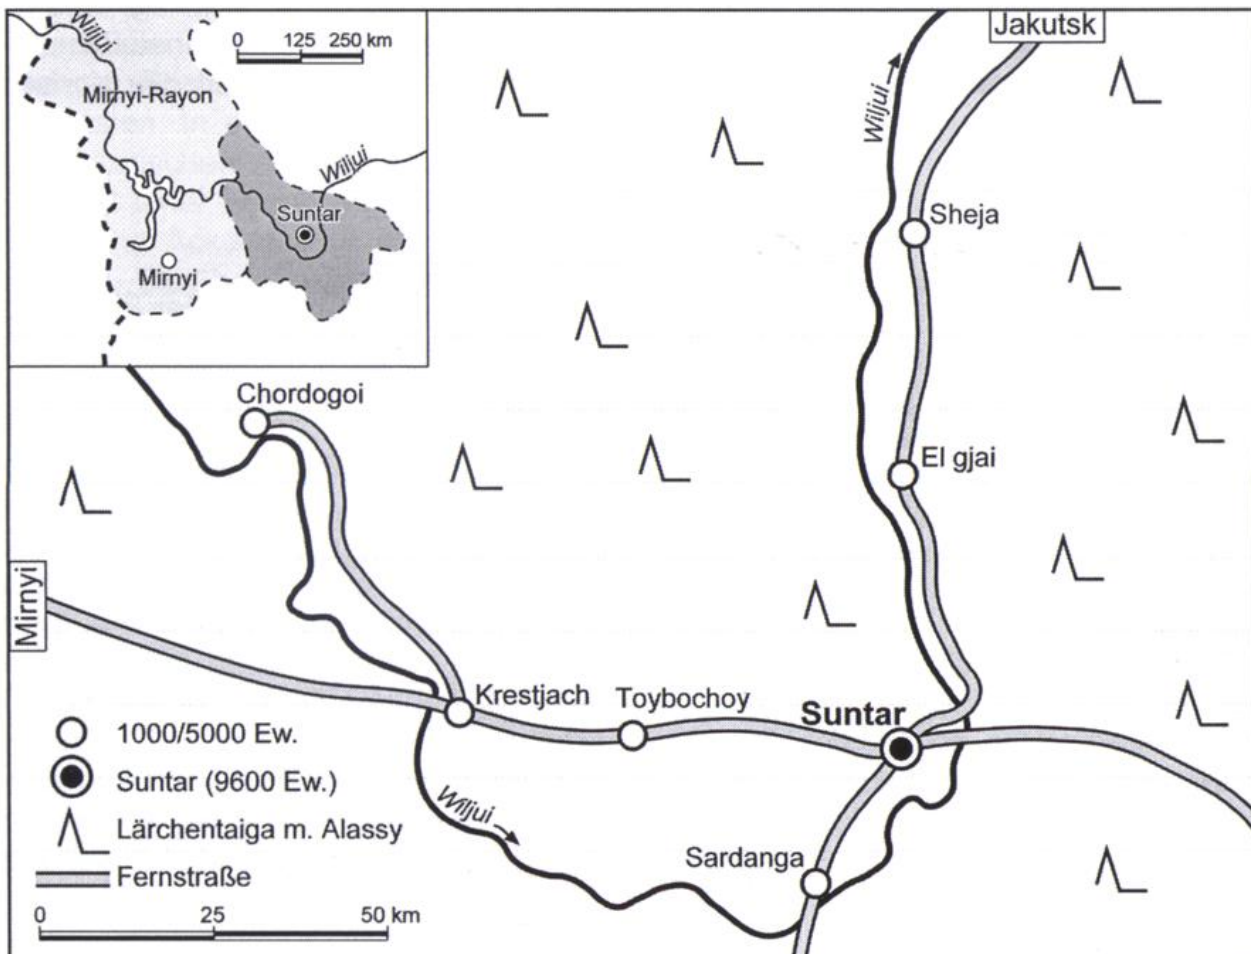 Wiljui
0 125 250 km
Mirnyi-Rayon
Wiljui
Suntar
Mirnyi
Jakutsk
Wiljui
Sheja
Chordogoi
El gjai
Mirnyi
Krestjach
Toybochoy
Suntar
1000/5000 Ew.
Suntar (9600 Ew.)
Lärchentaiga m. Alassy
Fernstraße
Wiljui
Sardanga
0 25 50 km